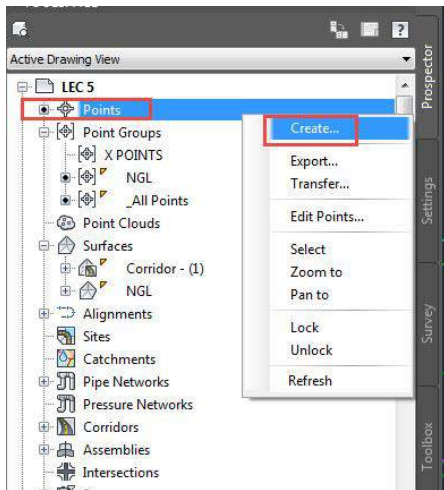 Active Drawing View
LEC 5
Points
Point Groups
X POINTS
NGL
_All Points
Point Clouds
Surfaces
Corridor - (1)
NGL
Alignments
Sites
Catchments
Pipe Networks
Pressure Networks
Corridors
Assemblies
Intersections
Create...
Export...
Transfer...
Edit Points...
Select
Zoom to
Pan to
Lock
Unlock
Refresh
Prospector
Settings
Survey
Toolbox